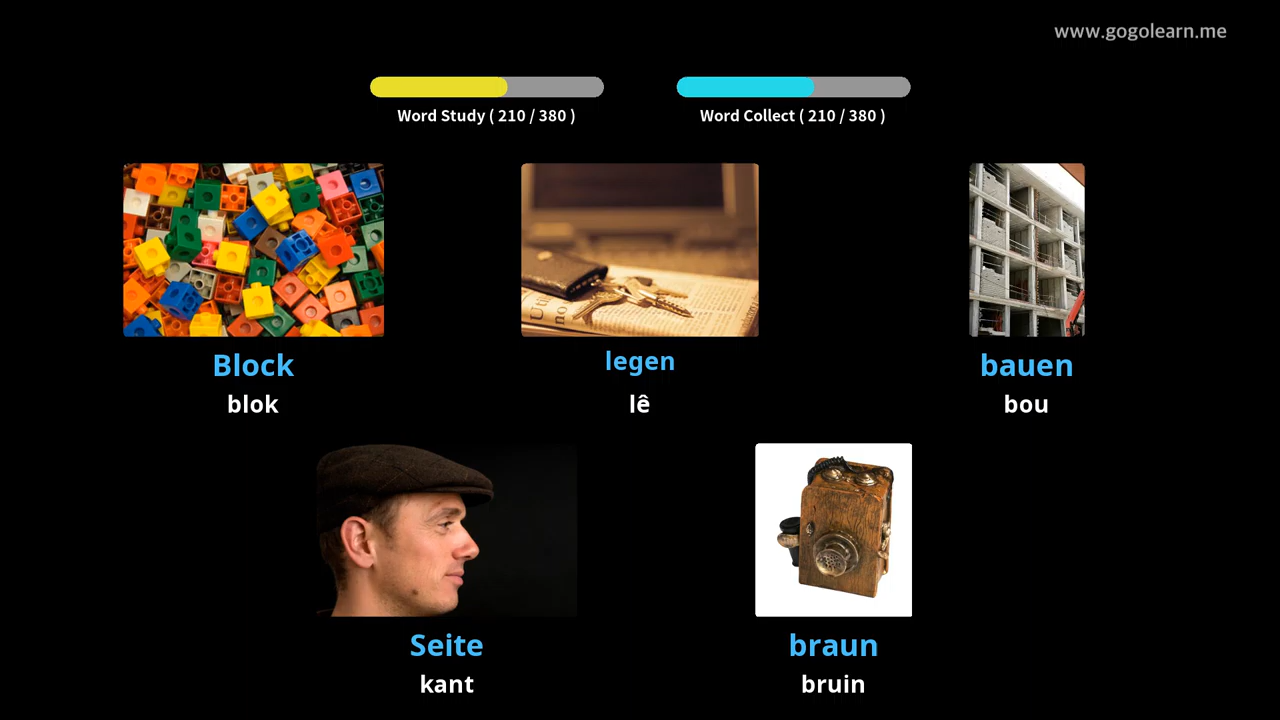 www.gogolearn.me
Word Study ( 210 / 380 )
Word Collect ( 210 / 380 )
Block
blok
legen
lê
bauen
bou
Seite
kant
braun
bruin